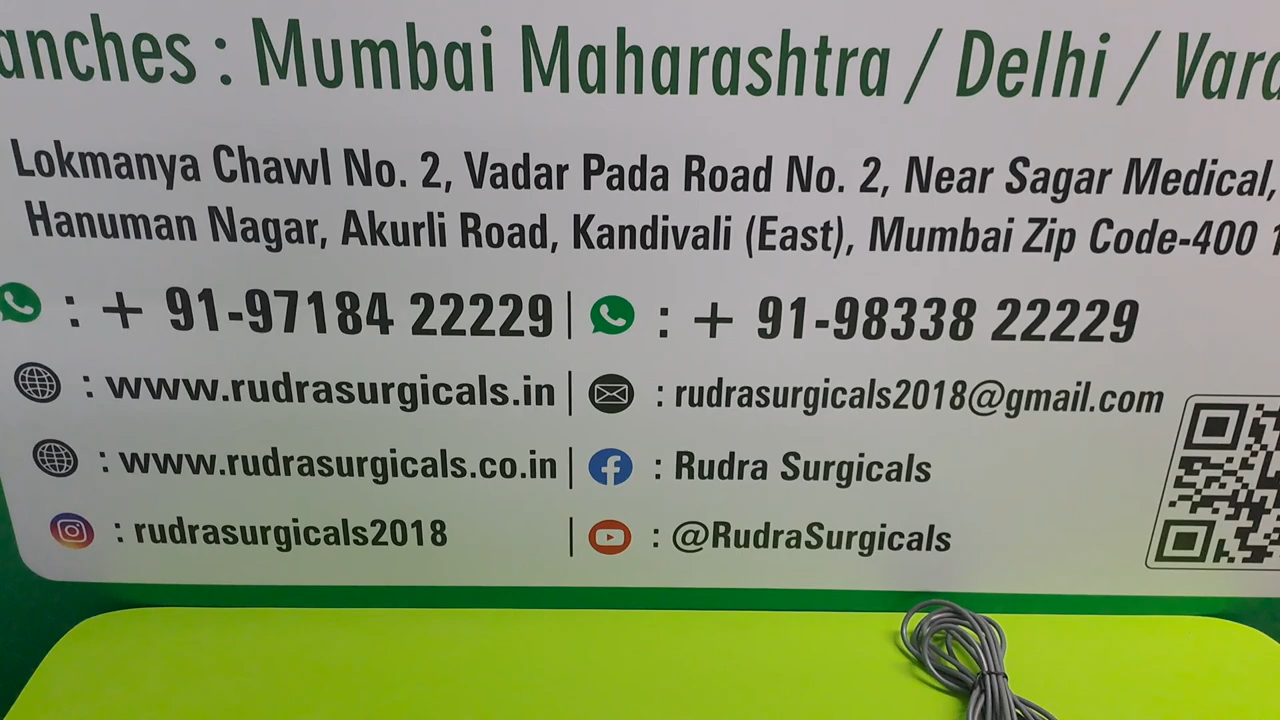 anches : Mumbai Maharashtra / Delhi / Vara
Lokmanya Chawl No. 2, Vadar Pada Road No. 2, Near Sagar Medical,
Hanuman Nagar, Akurli Road, Kandivali (East), Mumbai Zip Code-400 1
: + 91-97184 22229 | : + 91-98338 22229
: www.rudrasurgicals.in | : rudrasurgicals2018@gmail.com
: www.rudrasurgicals.co.in | : Rudra Surgicals
: rudrasurgicals2018 | : @RudraSurgicals